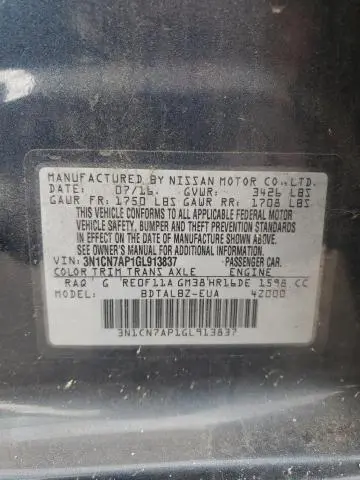 MANUFACTURED BY NISSAN MOTOR CO.,LTD.
DATE: 07/16. GVWR: 3426 LBS
GAWR FR: 1750 LBS GAWR RR: 1708 LBS
THIS VEHICLE CONFORMS TO ALL APPLICABLE FEDERAL MOTOR
VEHICLE SAFETY, BUMPER AND THEFT PREVENTION STANDARDS
IN EFFECT ON THE DATE OF MANUFACTURE SHOWN ABOVE.
SEE OWNER'S MANUAL FOR ADDITIONAL INFORMATION.
VIN: 3N1CN7AP1GL913837 PASSENGER CAR.
COLOR TRIM TRANS AXLE ENGINE
RAQ G RE0F11A GM38 HR16DE 1598 CC
BDTALBZ-EUA 42000
3N1CN7AP1GL913837